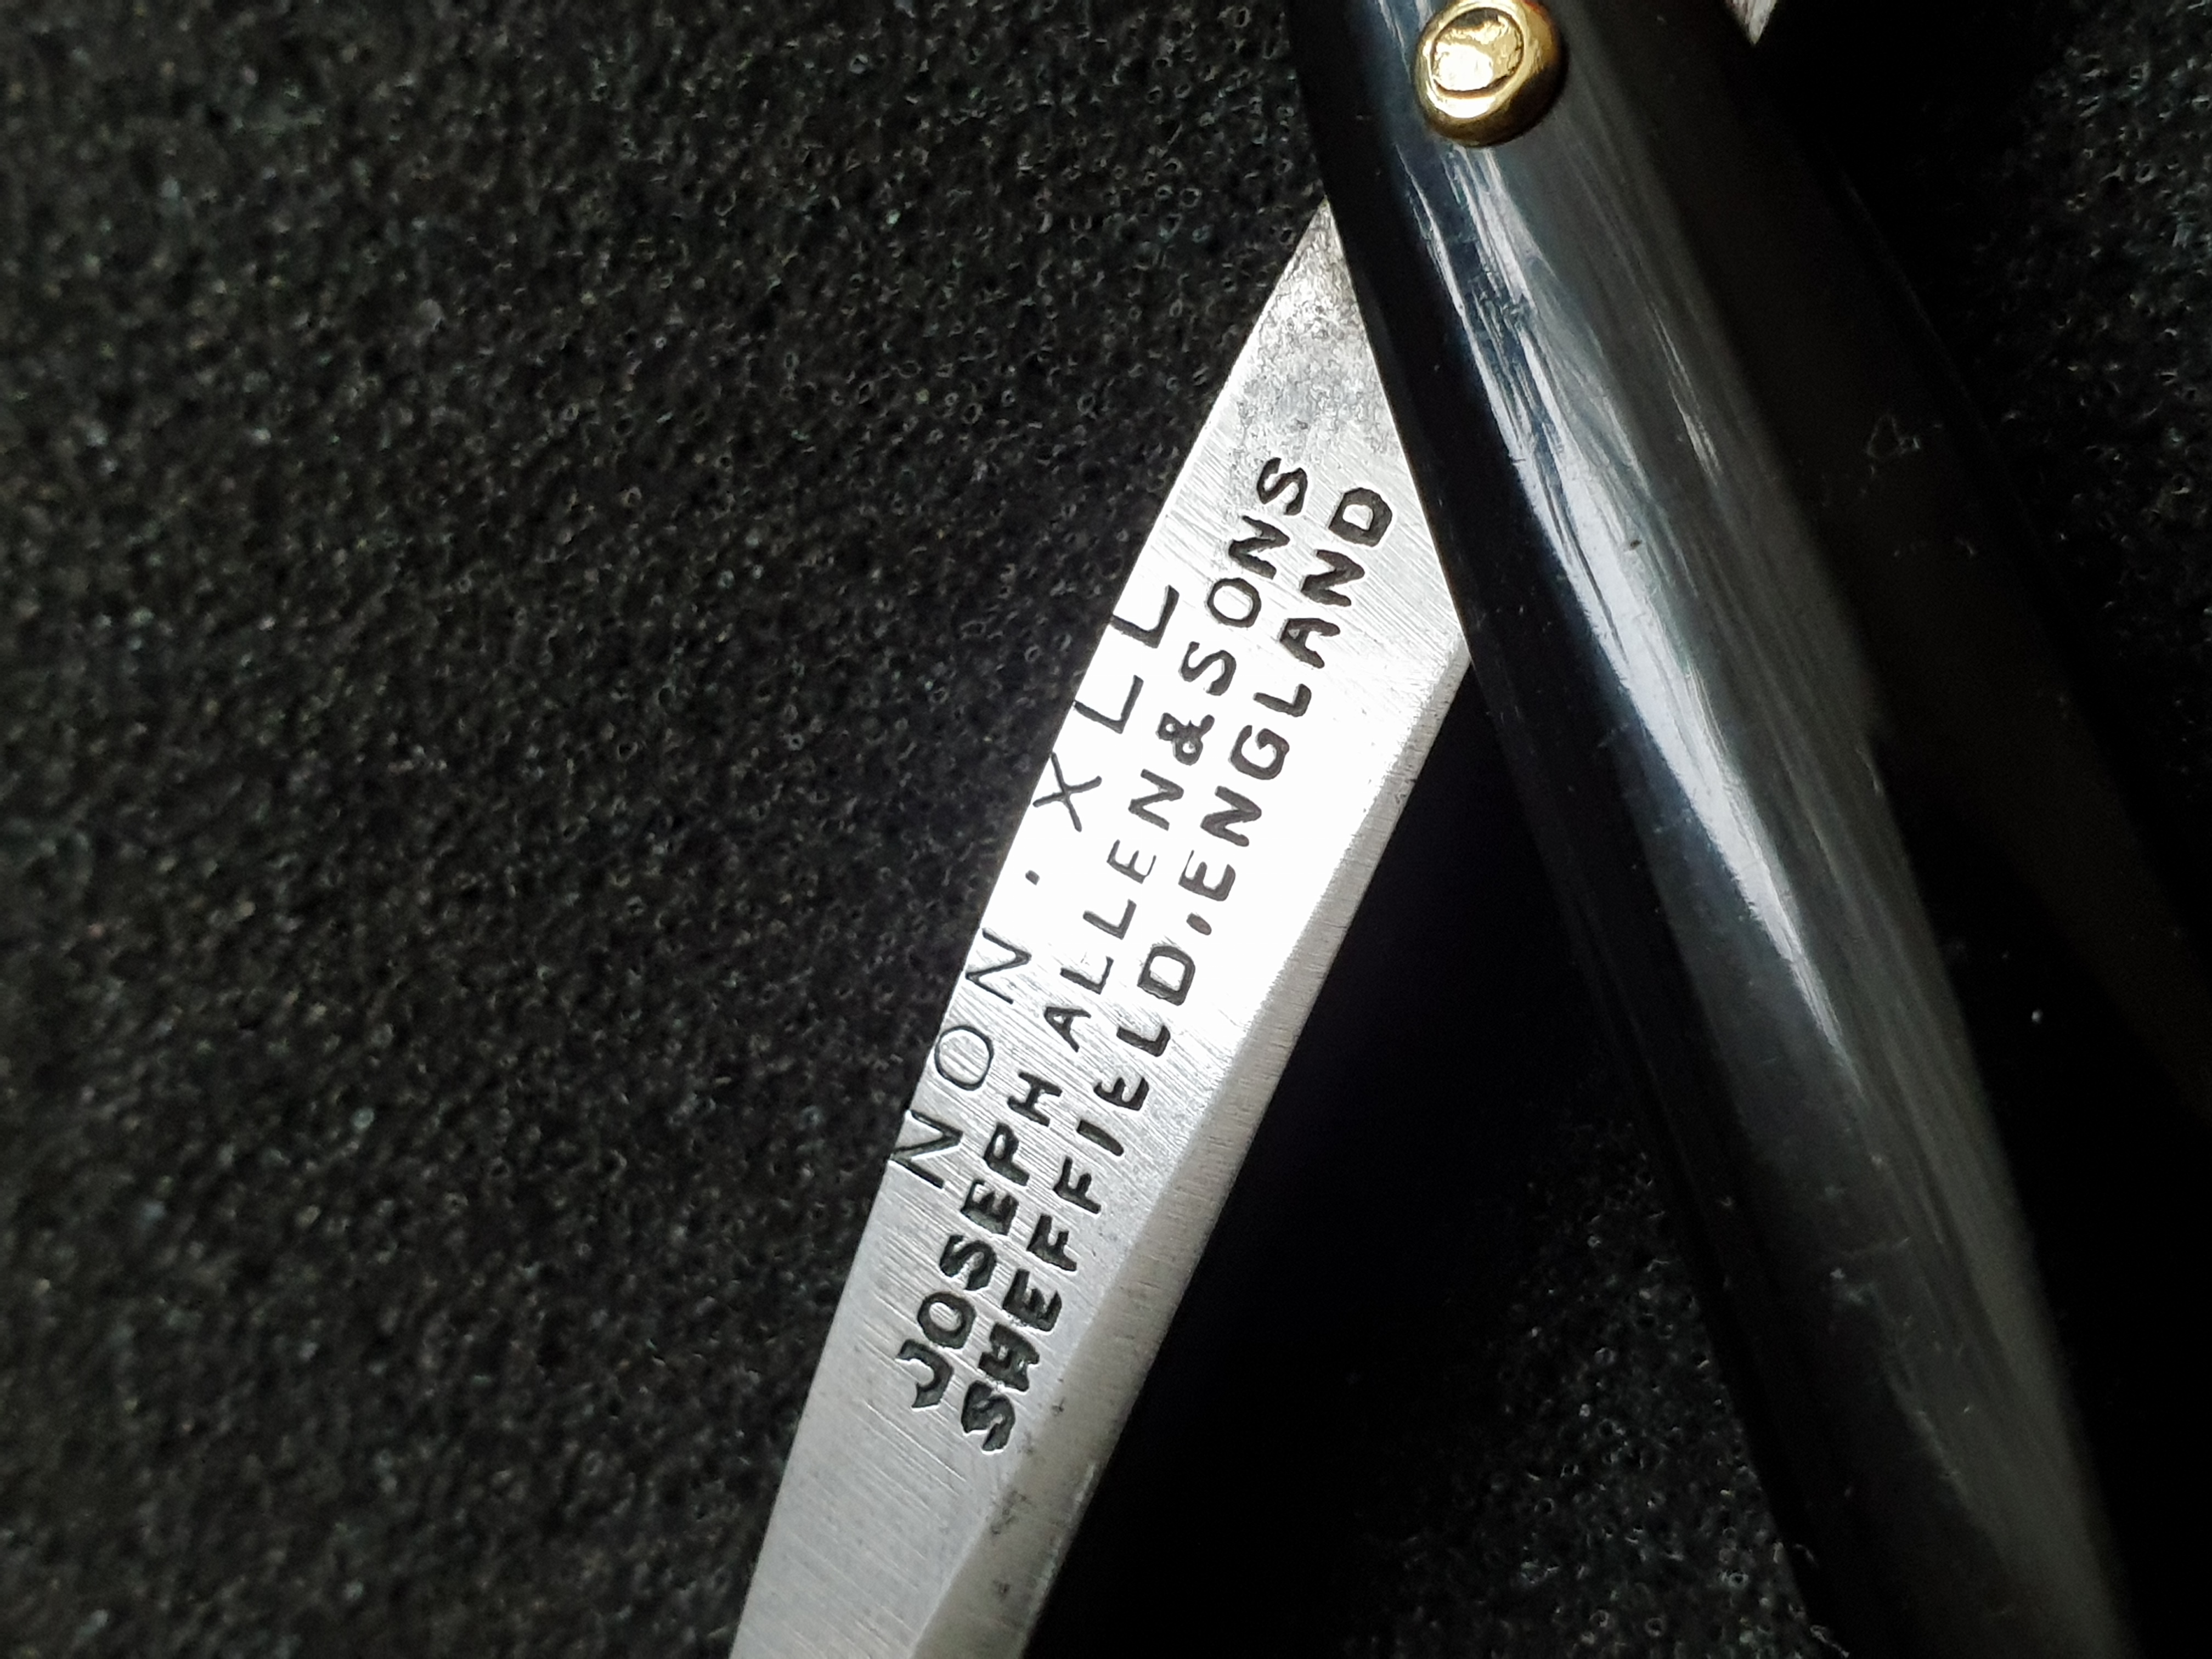 NON.XLL
JOSEPH ALLEN & SONS
SHEFFIELD.ENGLAND